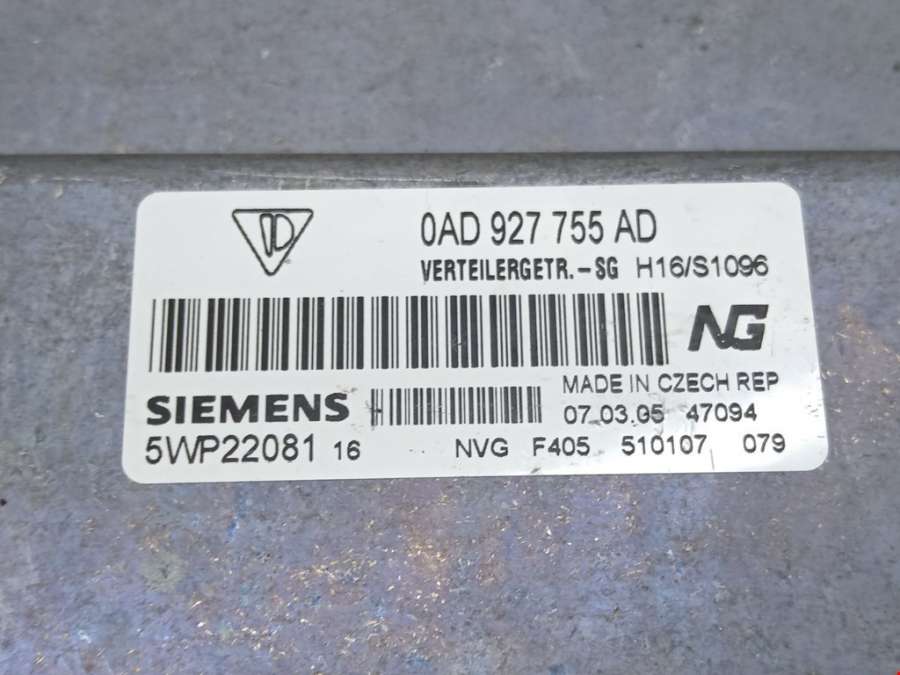 0AD 927 755 AD
VERTEILERGETR.-SG H16/S1096
NG
MADE IN CZECH REP
SIEMENS
07.03.05 47094
5WP22081 16
NVG F405 510107 079